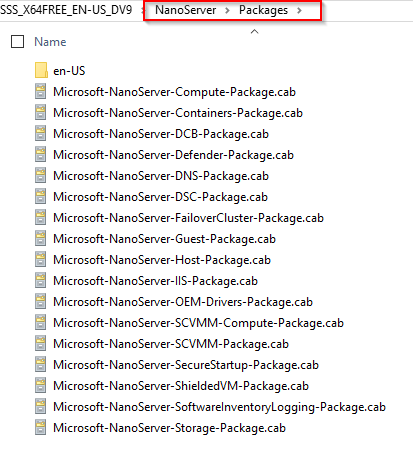 SSS_X64FREE_EN-US_DV9 > NanoServer > Packages >
Name
en-US
Microsoft-NanoServer-Compute-Package.cab
Microsoft-NanoServer-Containers-Package.cab
Microsoft-NanoServer-DCB-Package.cab
Microsoft-NanoServer-Defender-Package.cab
Microsoft-NanoServer-DNS-Package.cab
Microsoft-NanoServer-DSC-Package.cab
Microsoft-NanoServer-FailoverCluster-Package.cab
Microsoft-NanoServer-Guest-Package.cab
Microsoft-NanoServer-Host-Package.cab
Microsoft-NanoServer-IIS-Package.cab
Microsoft-NanoServer-OEM-Drivers-Package.cab
Microsoft-NanoServer-SCVMM-Compute-Package.cab
Microsoft-NanoServer-SCVMM-Package.cab
Microsoft-NanoServer-SecureStartup-Package.cab
Microsoft-NanoServer-ShieldedVM-Package.cab
Microsoft-NanoServer-SoftwareInventoryLogging-Package.cab
Microsoft-NanoServer-Storage-Package.cab